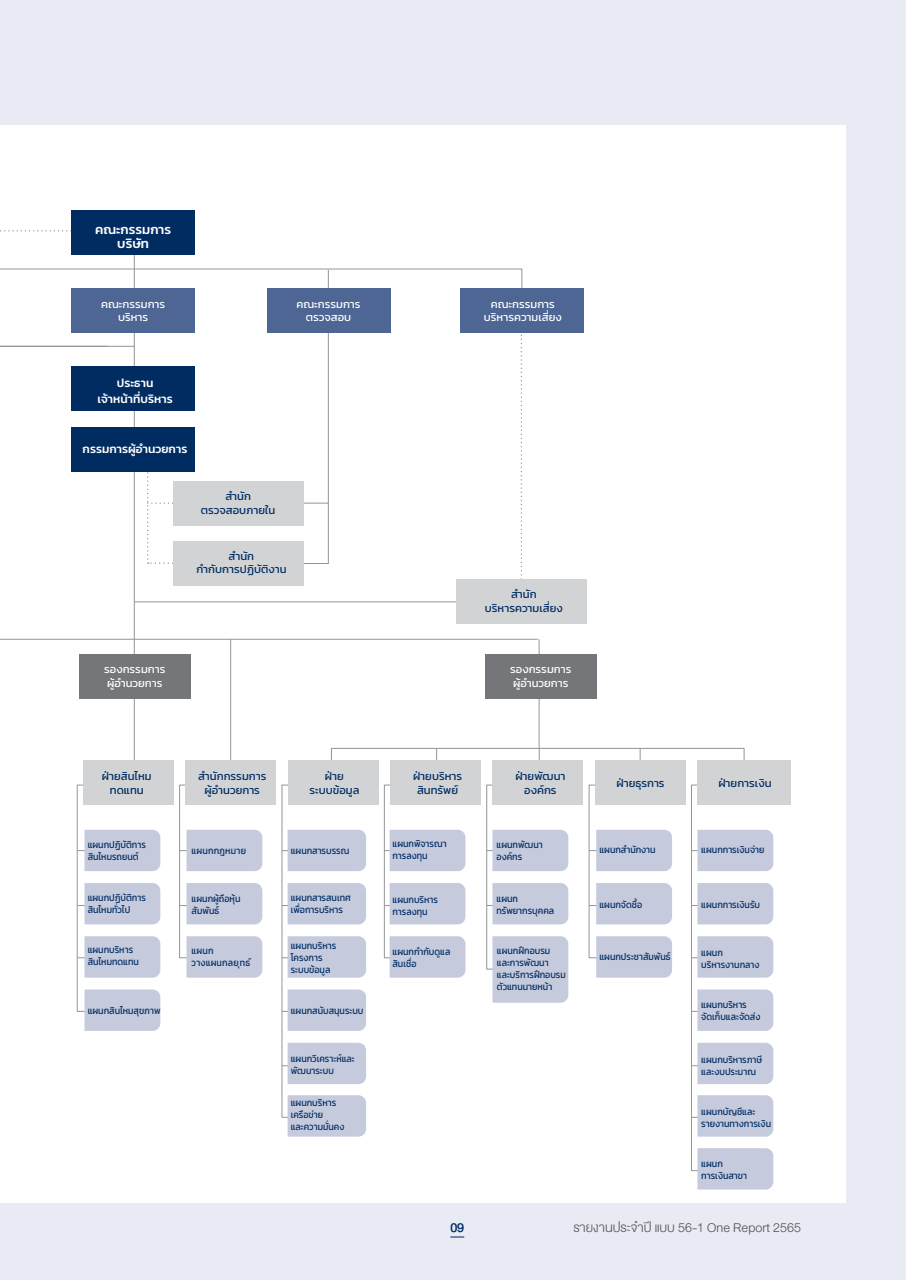 คณะกรรมการ
บริษัท
คณะกรรมการ
บริหาร
คณะกรรมการ
ตรวจสอบ
คณะกรรมการ
บริหารความเสี่ยง
ประธาน
เจ้าหน้าที่บริหาร
กรรมการผู้อำนวยการ
สำนัก
ตรวจสอบภายใน
สำนัก
กำกับการปฏิบัติงาน
สำนัก
บริหารความเสี่ยง
รองกรรมการ
ผู้อำนวยการ
รองกรรมการ
ผู้อำนวยการ
ฝ่ายสินไหม
ทดแทน
แผนกปฏิบัติการ
สินไหมรถยนต์
แผนกปฏิบัติการ
สินไหมทั่วไป
แผนกบริหาร
สินไหมทดแทน
แผนกสินไหมสุขภาพ
สำนักกรรมการ
ผู้อำนวยการ
แผนกกฎหมาย
แผนกผู้ถือหุ้น
สัมพันธ์
แผนก
วางแผนกลยุทธ์
ฝ่าย
ระบบข้อมูล
แผนกสารบรรณ
แผนกสารสนเทศ
เพื่อการบริหาร
แผนกบริหาร
โครงการ
ระบบข้อมูล
แผนกสนับสนุนระบบ
แผนกวิเคราะห์และ
พัฒนาระบบ
แผนกบริหาร
เครือข่าย
และความมั่นคง
ฝ่ายบริหาร
สินทรัพย์
แผนกพิจารณา
การลงทุน
แผนกบริหาร
การลงทุน
แผนกกำกับดูแล
สินเชื่อ
ฝ่ายพัฒนา
องค์กร
แผนกพัฒนา
องค์กร
แผนก
ทรัพยากรบุคคล
แผนกฝึกอบรม
และการพัฒนา
และบริการฝึกอบรม
ตัวแทนนายหน้า
ฝ่ายธุรการ
แผนกสำนักงาน
แผนกจัดซื้อ
แผนกประชาสัมพันธ์
ฝ่ายการเงิน
แผนกการเงินจ่าย
แผนกการเงินรับ
แผนก
บริหารงานกลาง
แผนกบริหาร
จัดเก็บและจัดส่ง
แผนกบริหารภาษี
และงบประมาณ
แผนกบัญชีและ
รายงานทางการเงิน
แผนก
การเงินสาขา
09
รายงานประจำปี แบบ 56-1 One Report 2565